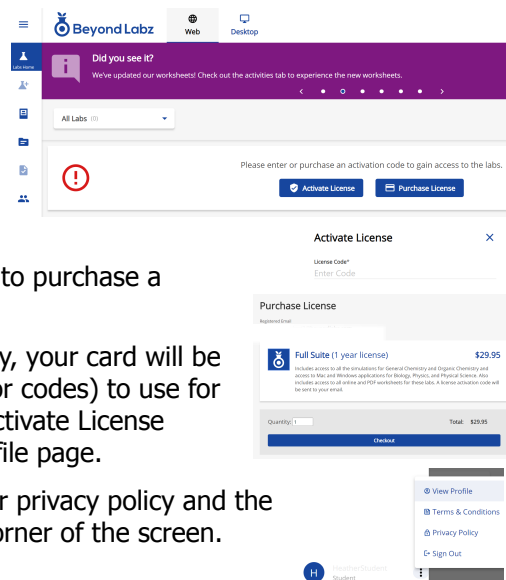 Beyond Labz
Web
Desktop
Labs Home
Did you see it?
We've updated our worksheets! Check out the activities tab to experience the new worksheets.
All Labs (0)
Please enter or purchase an activation code to gain access to the labs.
Activate License
Purchase License
Activate License
License Code*
Enter Code
to purchase a
Purchase License
Registered Email
y, your card will be
or codes) to use for
ctivate License
file page.
Full Suite (1 year license)
$29.95
Includes access to all the simulations for General Chemistry and Organic Chemistry and
access to Mac and Windows applications for Biology, Physics, and Physical Science. Also
includes access to all online and PDF worksheets for these labs. A license activation code will
be sent to your email.
Quantity: 1
Total: $29.95
Checkout
r privacy policy and the
orner of the screen.
View Profile
Terms & Conditions
Privacy Policy
Sign Out
H
HeatherStudent
Student